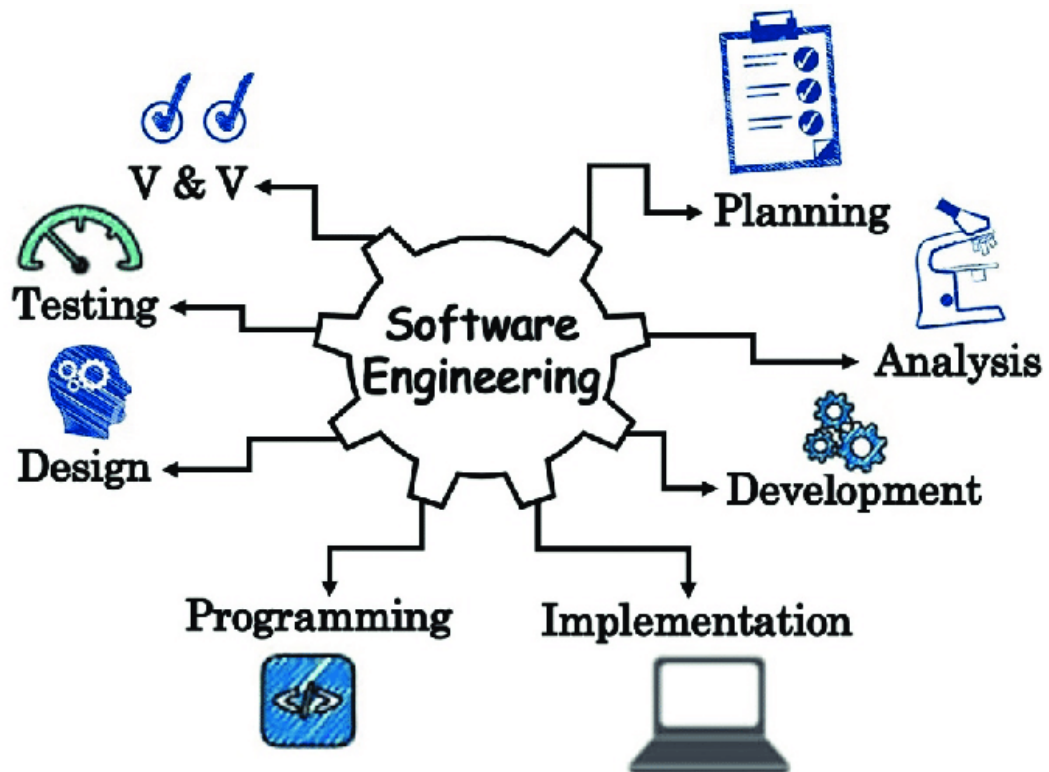 V & V
Planning
Testing
Software
Engineering
Analysis
Design
Development
Programming
Implementation